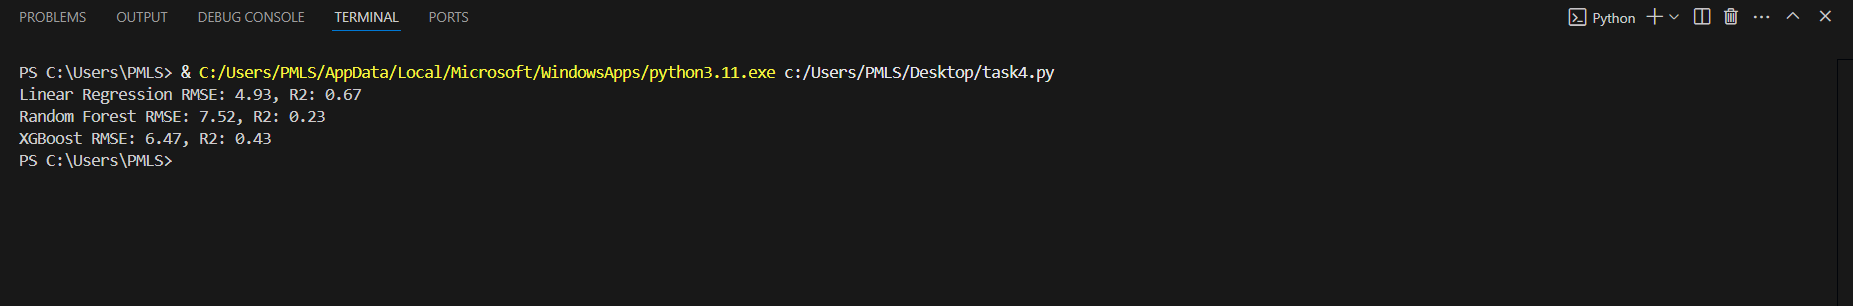 PROBLEMS OUTPUT DEBUG CONSOLE TERMINAL PORTS Python
PS C:\Users\PMLS> & C:/Users/PMLS/AppData/Local/Microsoft/WindowsApps/python3.11.exe c:/Users/PMLS/Desktop/task4.py
Linear Regression RMSE: 4.93, R2: 0.67
Random Forest RMSE: 7.52, R2: 0.23
XGBoost RMSE: 6.47, R2: 0.43
PS C:\Users\PMLS>